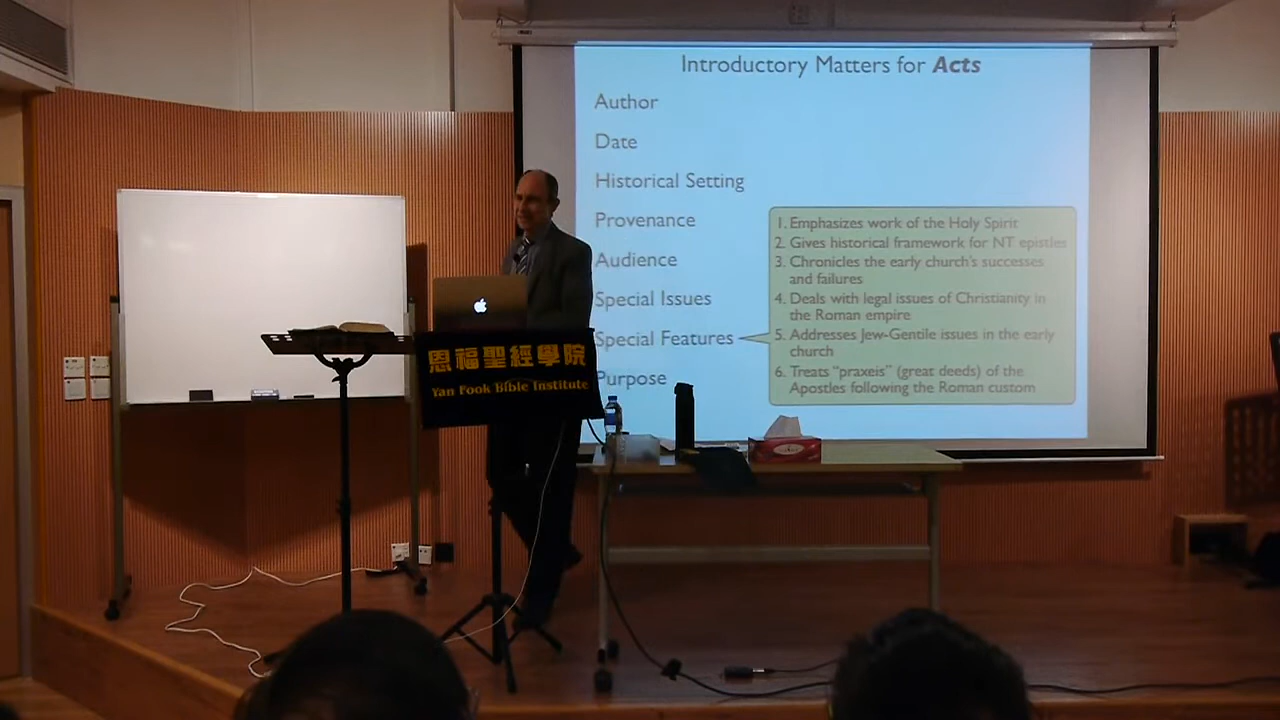 Introductory Matters for Acts
Author
Date
Historical Setting
Provenance
Audience
Special Issues
Special Features
Purpose
1. Emphasizes work of the Holy Spirit
2. Gives historical framework for NT epistles
3. Chronicles the early church's successes
and failures
4. Deals with legal issues of Christianity in
the Roman empire
5. Addresses Jew-Gentile issues in the early
church
6. Treats "praxeis" (great deeds) of the
Apostles following the Roman custom
恩福聖經學院
Yan Fook Bible Institute